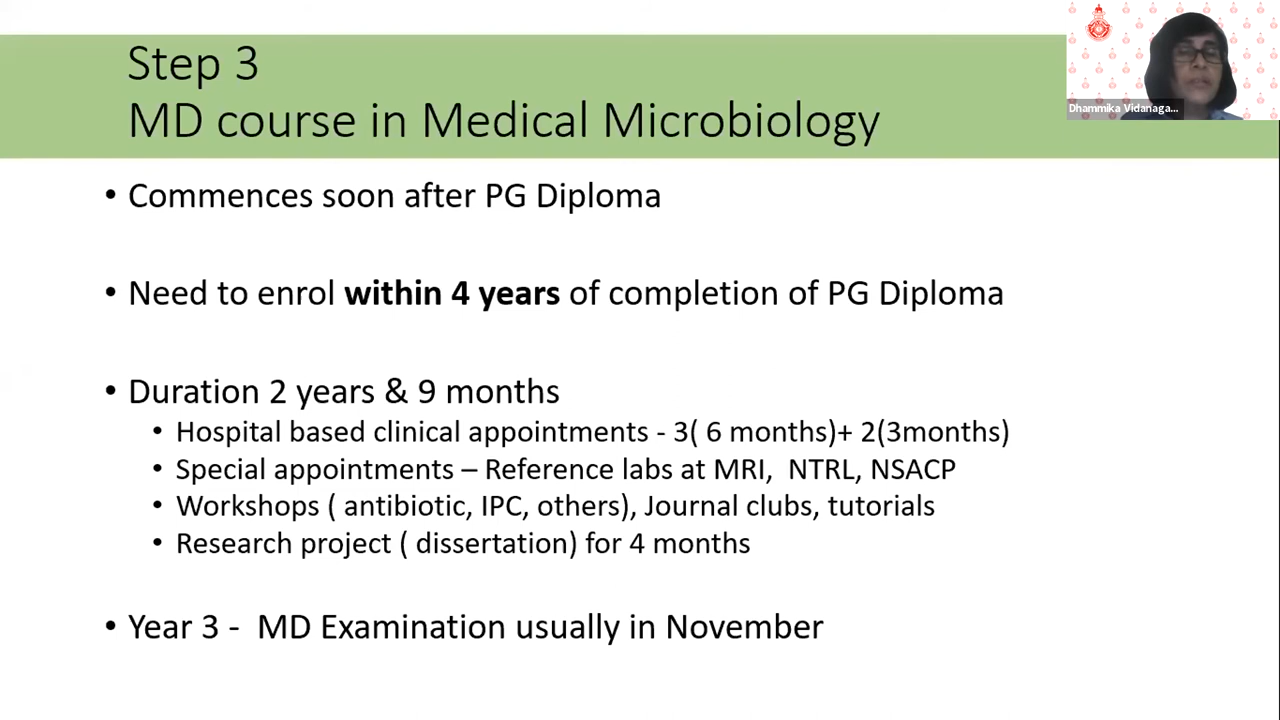 Step 3
MD course in Medical Microbiology
Dhammika Vidanaga...
• Commences soon after PG Diploma
• Need to enrol within 4 years of completion of PG Diploma
• Duration 2 years & 9 months
• Hospital based clinical appointments - 3( 6 months)+ 2(3months)
• Special appointments – Reference labs at MRI,  NTRL, NSACP
• Workshops ( antibiotic, IPC, others), Journal clubs, tutorials
• Research project ( dissertation) for 4 months
• Year 3 -  MD Examination usually in November